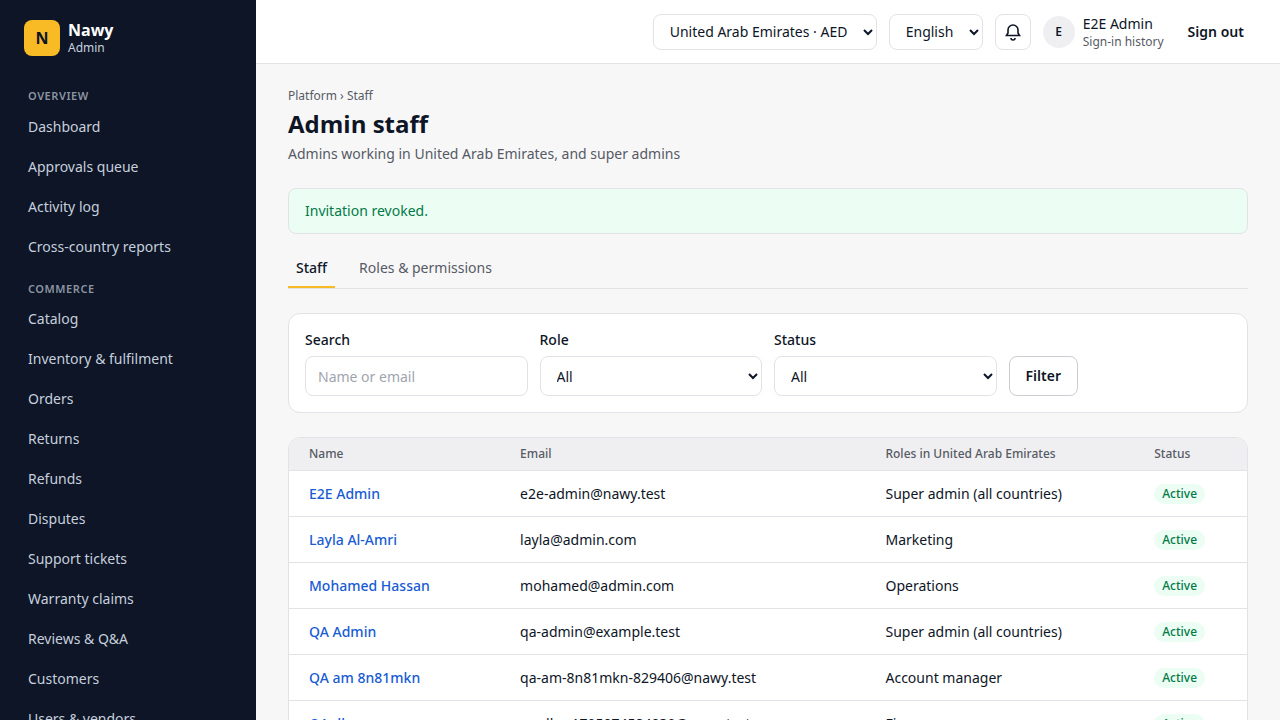 N
Nawy
Admin
OVERVIEW
Dashboard
Approvals queue
Activity log
Cross-country reports
COMMERCE
Catalog
Inventory & fulfilment
Orders
Returns
Refunds
Disputes
Support tickets
Warranty claims
Reviews & Q&A
Customers
Users & vendors
United Arab Emirates · AED
English
E
E2E Admin
Sign-in history
Sign out
Platform › Staff
Admin staff
Admins working in United Arab Emirates, and super admins
Invitation revoked.
Staff
Roles & permissions
Search
Role
Status
Name or email
All
All
Filter
Name
Email
Roles in United Arab Emirates
Status
E2E Admin
e2e-admin@nawy.test
Super admin (all countries)
Active
Layla Al-Amri
layla@admin.com
Marketing
Active
Mohamed Hassan
mohamed@admin.com
Operations
Active
QA Admin
qa-admin@example.test
Super admin (all countries)
Active
QA am 8n81mkn
qa-am-8n81mkn-829406@nawy.test
Account manager
Active